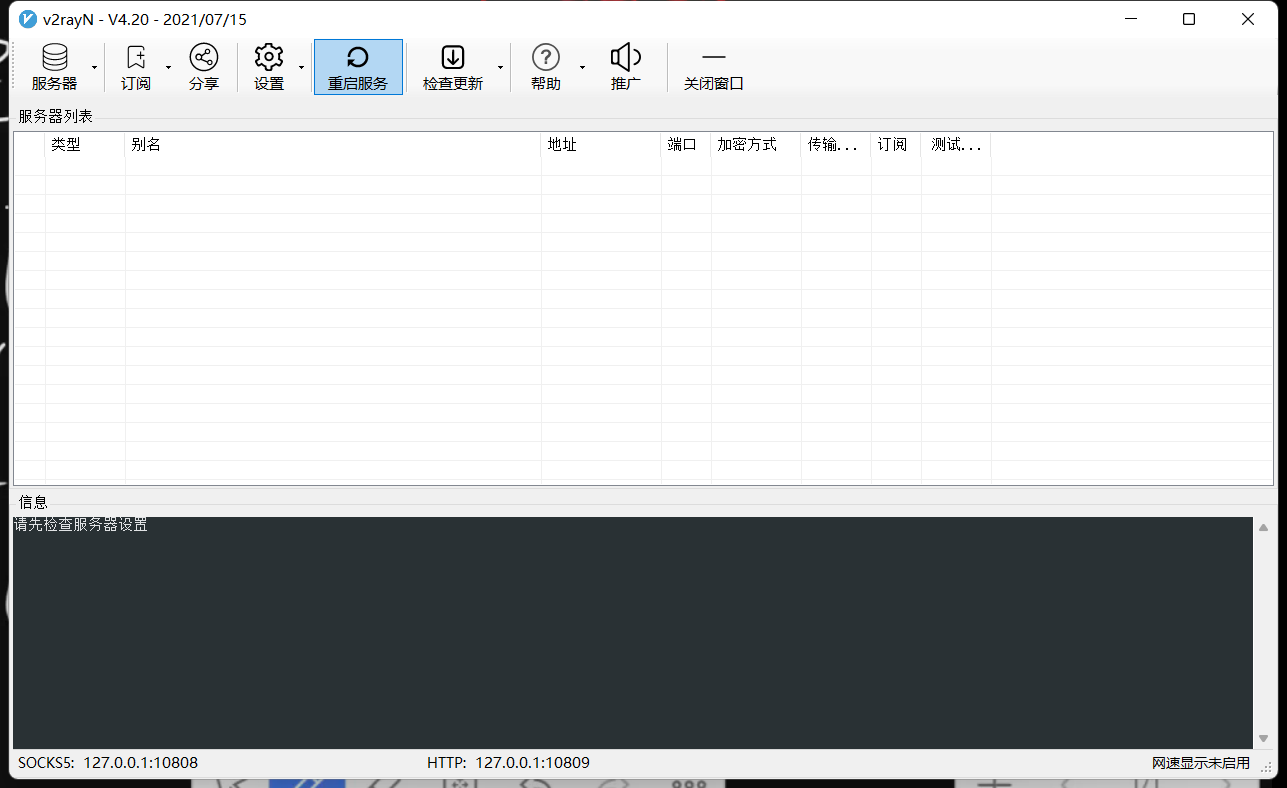 v2rayN - V4.20 - 2021/07/15
服务器 订阅 分享 设置 重启服务 检查更新 帮助 推广 关闭窗口
服务器列表
类型 别名 地址 端口 加密方式 传输... 订阅 测试...
信息
请先检查服务器设置
SOCKS5: 127.0.0.1:10808 HTTP: 127.0.0.1:10809 网速显示未启用